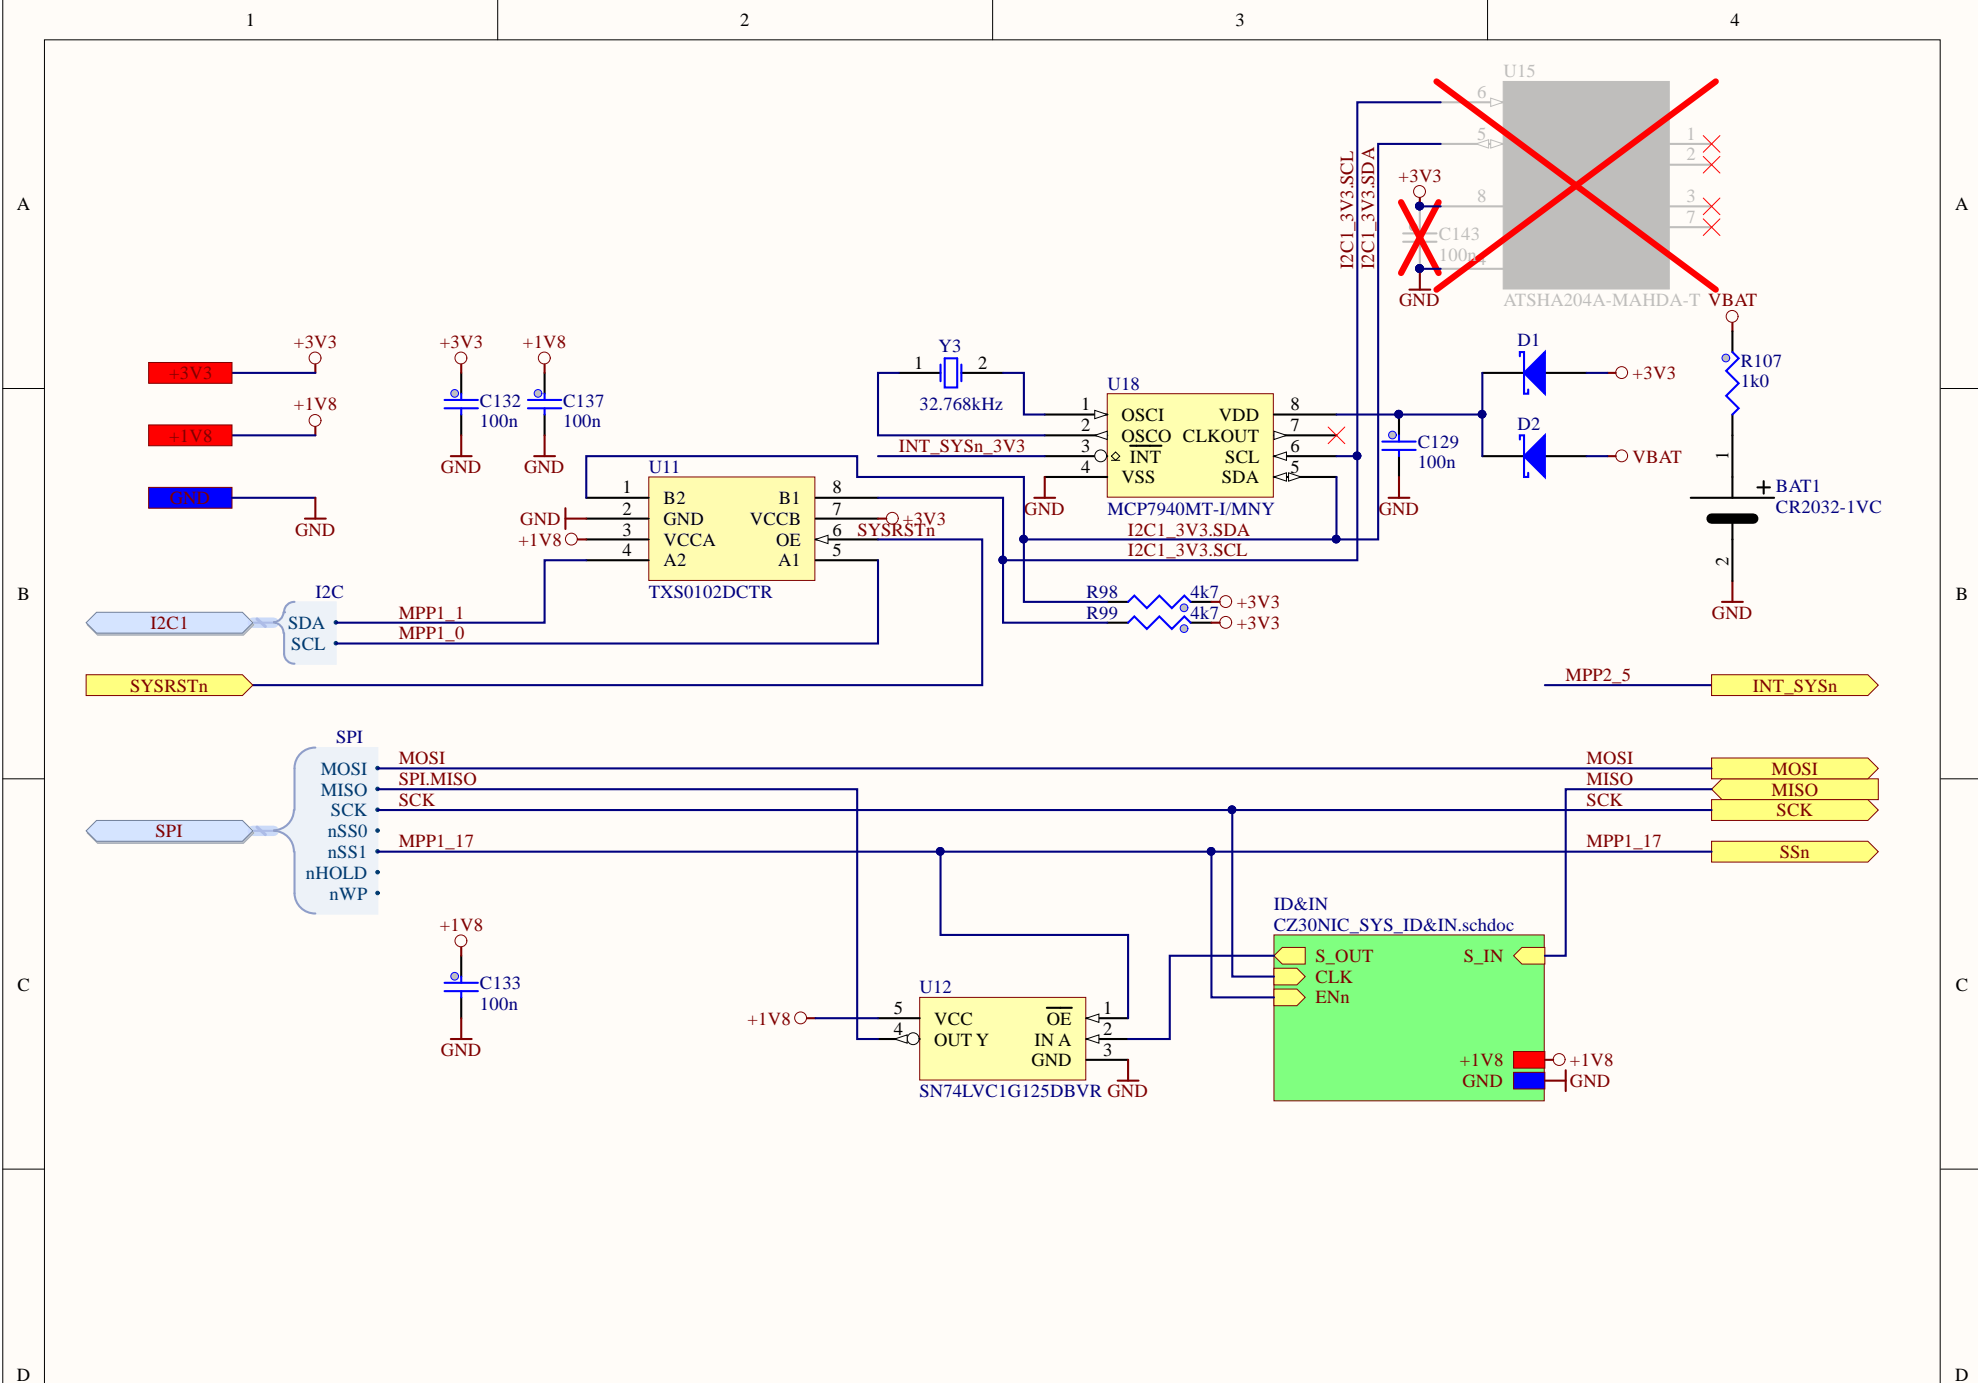 1 2 3 4
A A
B B
C C
D D
U15
6
5
8
1
2
3
7
C143
100n
ATSHA204A-MAHDA-T
+3V3
GND
I2C1_3V3.SCL
I2C1_3V3.SDA
VBAT
R107
1k0
1
+
BAT1
CR2032-1VC
2
GND
+3V3 +3V3
+1V8 +1V8
GND GND
+3V3 +1V8
C132 C137
100n 100n
GND GND
Y3
1 2
32.768kHz
U18
1 OSCI VDD 8
2 OSCO CLKOUT 7
3 INT SCL 6
4 VSS SDA 5
MCP7940MT-I/MNY
INT_SYSn_3V3
GND
C129
100n
GND
D1
+3V3
D2
VBAT
U11
1 B2 B1 8
GND 2 GND VCCB 7 +3V3
+1V8 3 VCCA OE 6 SYSRSTn
4 A2 A1 5
TXS0102DCTR
I2C1_3V3.SDA
I2C1_3V3.SCL
R98 4k7 +3V3
R99 4k7 +3V3
I2C
I2C1
SDA MPP1_1
SCL MPP1_0
SYSRSTn
MPP2_5 INT_SYSn
SPI
SPI
MOSI MOSI MOSI MOSI
MISO SPI.MISO MISO MISO
SCK SCK SCK SCK
nSS0
nSS1 MPP1_17 MPP1_17 SSn
nHOLD
nWP
+1V8
C133
100n
GND
U12
+1V8 5 VCC OE 1
4 OUT Y IN A 2
GND 3
SN74LVC1G125DBVR GND
ID&IN
CZ30NIC_SYS_ID&IN.schdoc
S_OUT S_IN
CLK
ENn
+1V8 +1V8
GND GND